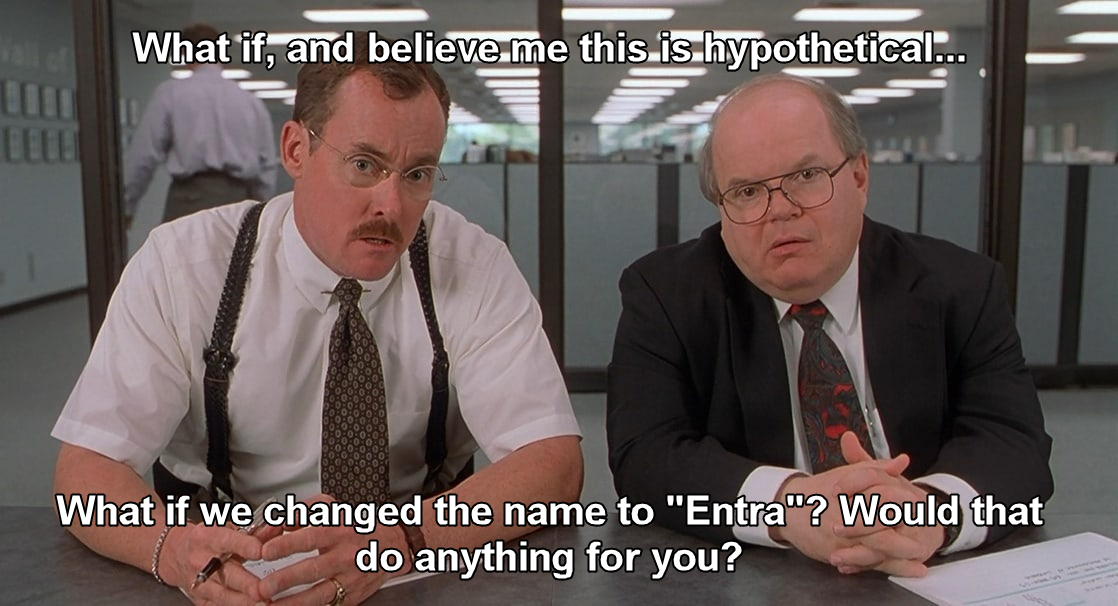 What if, and believe me this is hypothetical...
What if we changed the name to "Entra"? Would that
do anything for you?